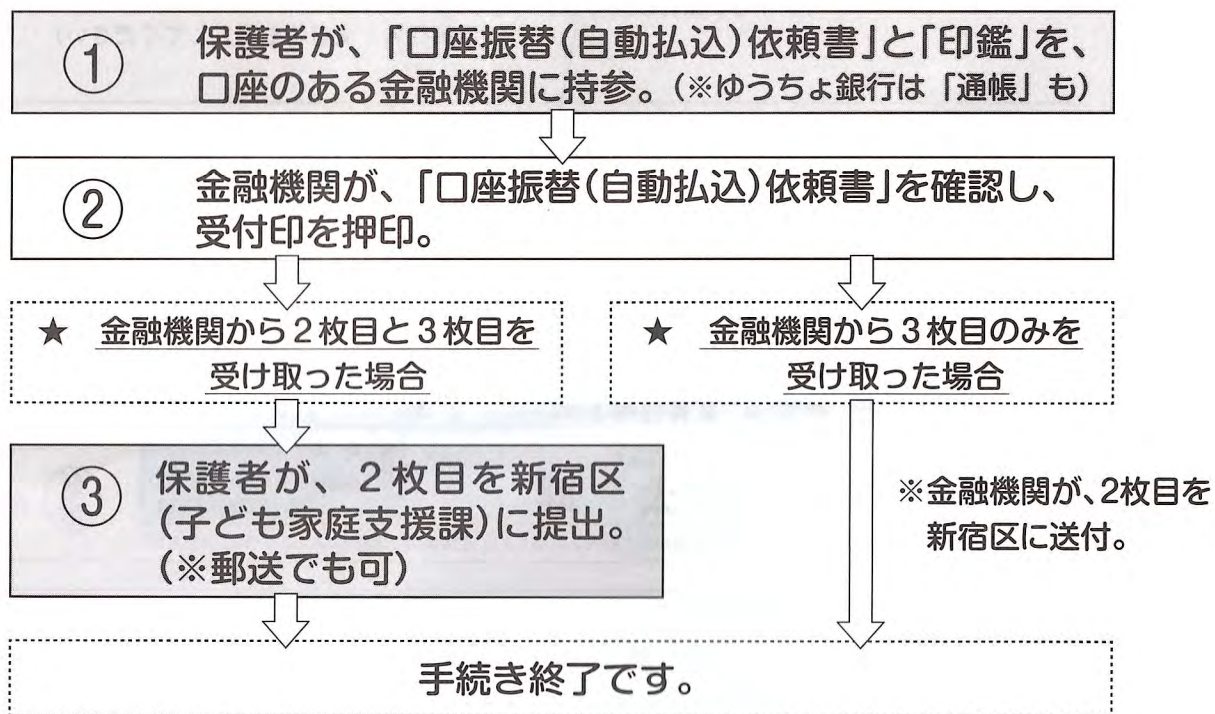 ① 保護者が、「口座振替(自動払込)依頼書」と「印鑑」を、
口座のある金融機関に持参。(※ゆうちょ銀行は「通帳」も)
② 金融機関が、「口座振替(自動払込)依頼書」を確認し、
受付印を押印。
★ 金融機関から2枚目と3枚目を
受け取った場合
★ 金融機関から3枚目のみを
受け取った場合
③ 保護者が、2枚目を新宿区
(子ども家庭支援課)に提出。
(※郵送でも可)
※金融機関が、2枚目を
新宿区に送付。
手続き終了です。